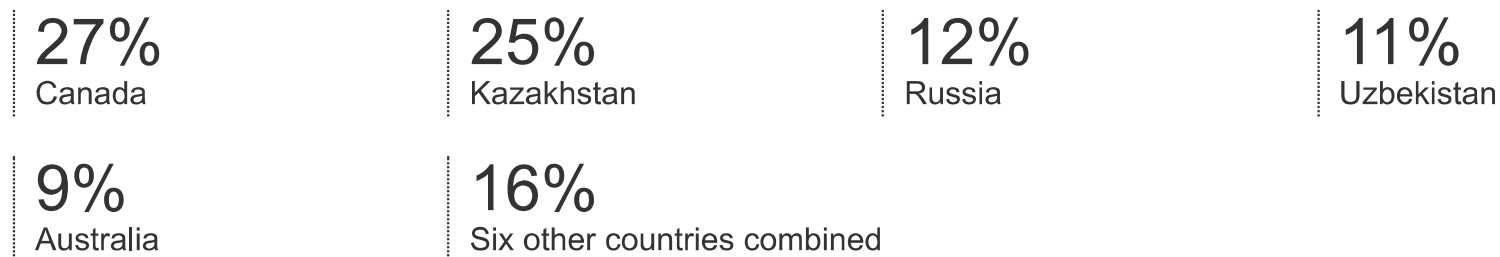 27%
Canada
25%
Kazakhstan
12%
Russia
11%
Uzbekistan
9%
Australia
16%
Six other countries combined